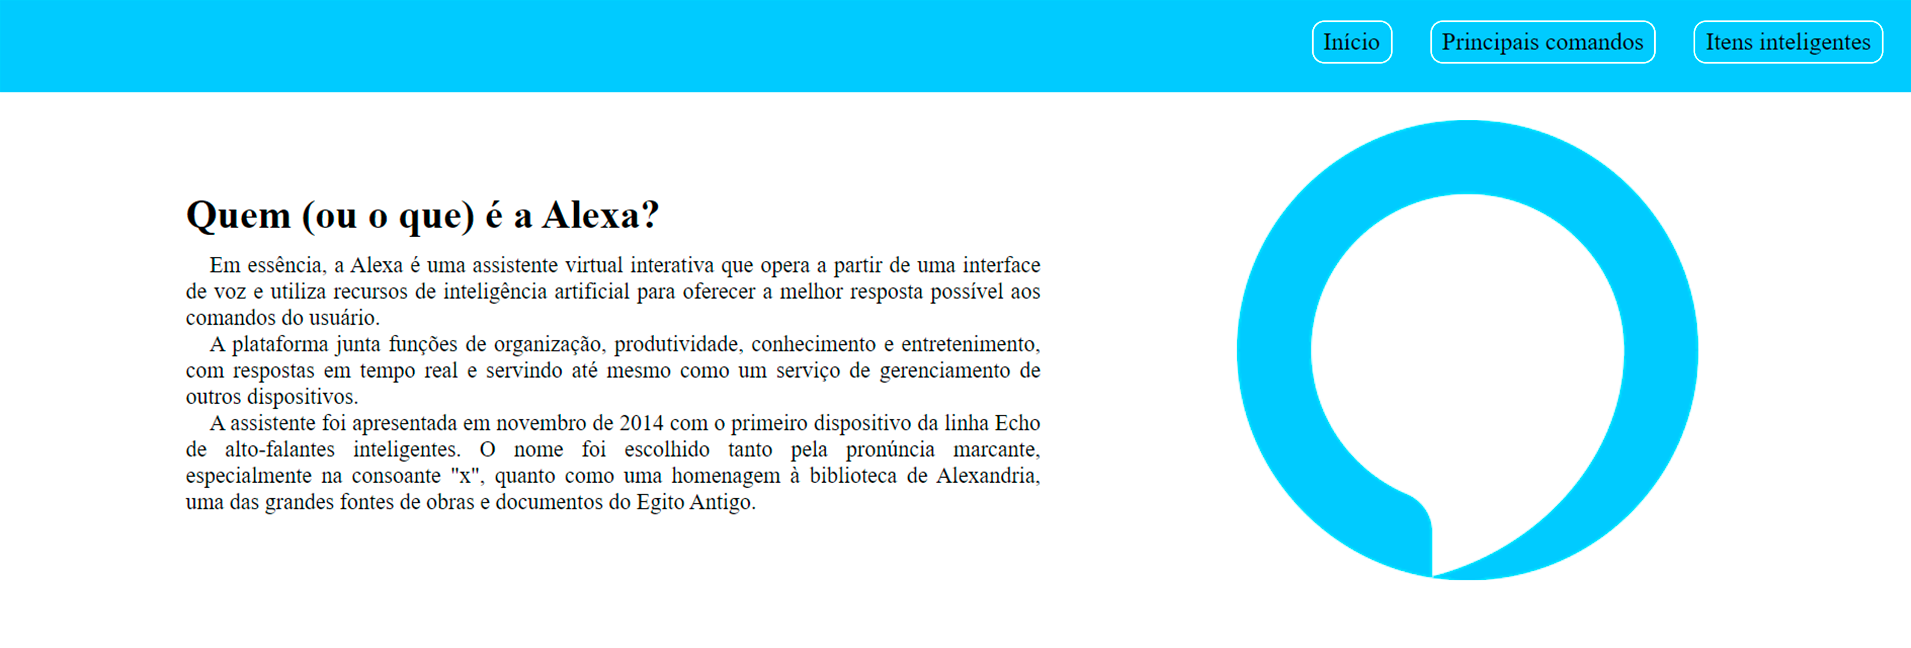 Início
Principais comandos
Itens inteligentes
Quem (ou o que) é a Alexa?
Em essência, a Alexa é uma assistente virtual interativa que opera a partir de uma interface
de voz e utiliza recursos de inteligência artificial para oferecer a melhor resposta possível aos
comandos do usuário.
A plataforma junta funções de organização, produtividade, conhecimento e entretenimento,
com respostas em tempo real e servindo até mesmo como um serviço de gerenciamento de
outros dispositivos.
A assistente foi apresentada em novembro de 2014 com o primeiro dispositivo da linha Echo
de alto-falantes inteligentes. O nome foi escolhido tanto pela pronúncia marcante,
especialmente na consoante "x", quanto como uma homenagem à biblioteca de Alexandria,
uma das grandes fontes de obras e documentos do Egito Antigo.